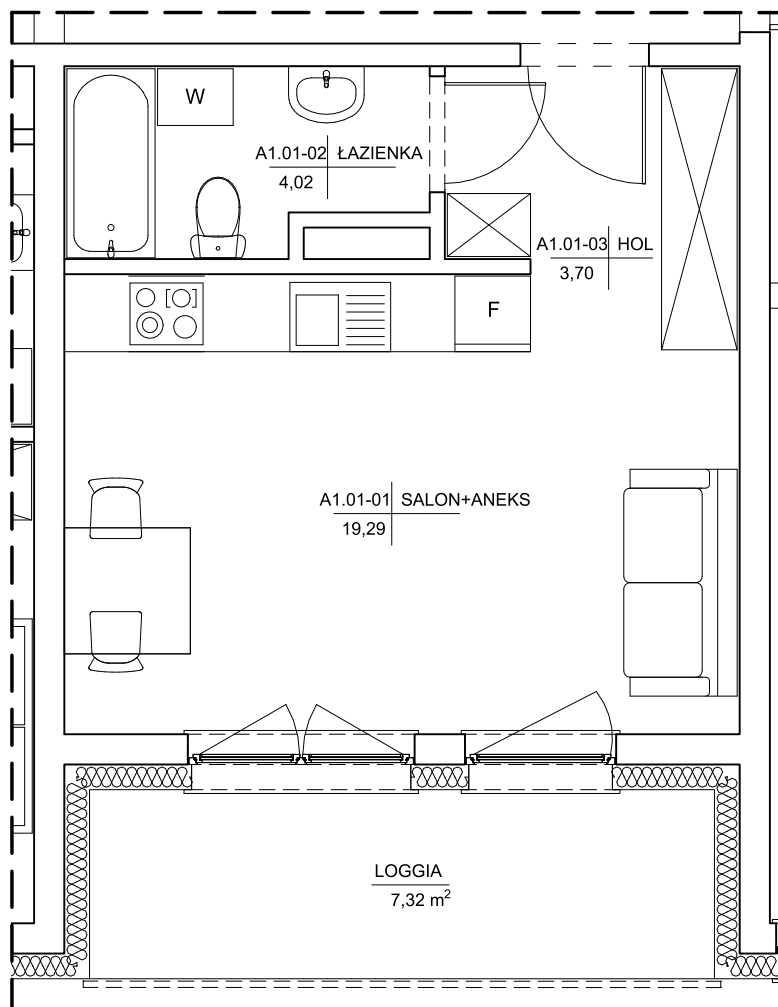 W
A1.01-02 ŁAZIENKA
4,02
A1.01-03 HOL
3,70
F
A1.01-01 SALON+ANEKS
19,29
LOGGIA
7,32 m²